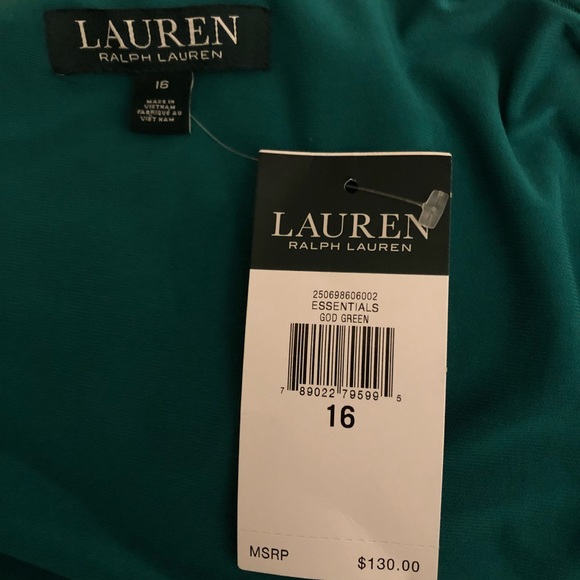 LAUREN
RALPH LAUREN
16
MADE IN
VIETNAM
FABRIQUÉ AU
VIET NAM
LAUREN
RALPH LAUREN
250698606002
ESSENTIALS
GOD GREEN
7 89022 79599 5
16
MSRP $130.00